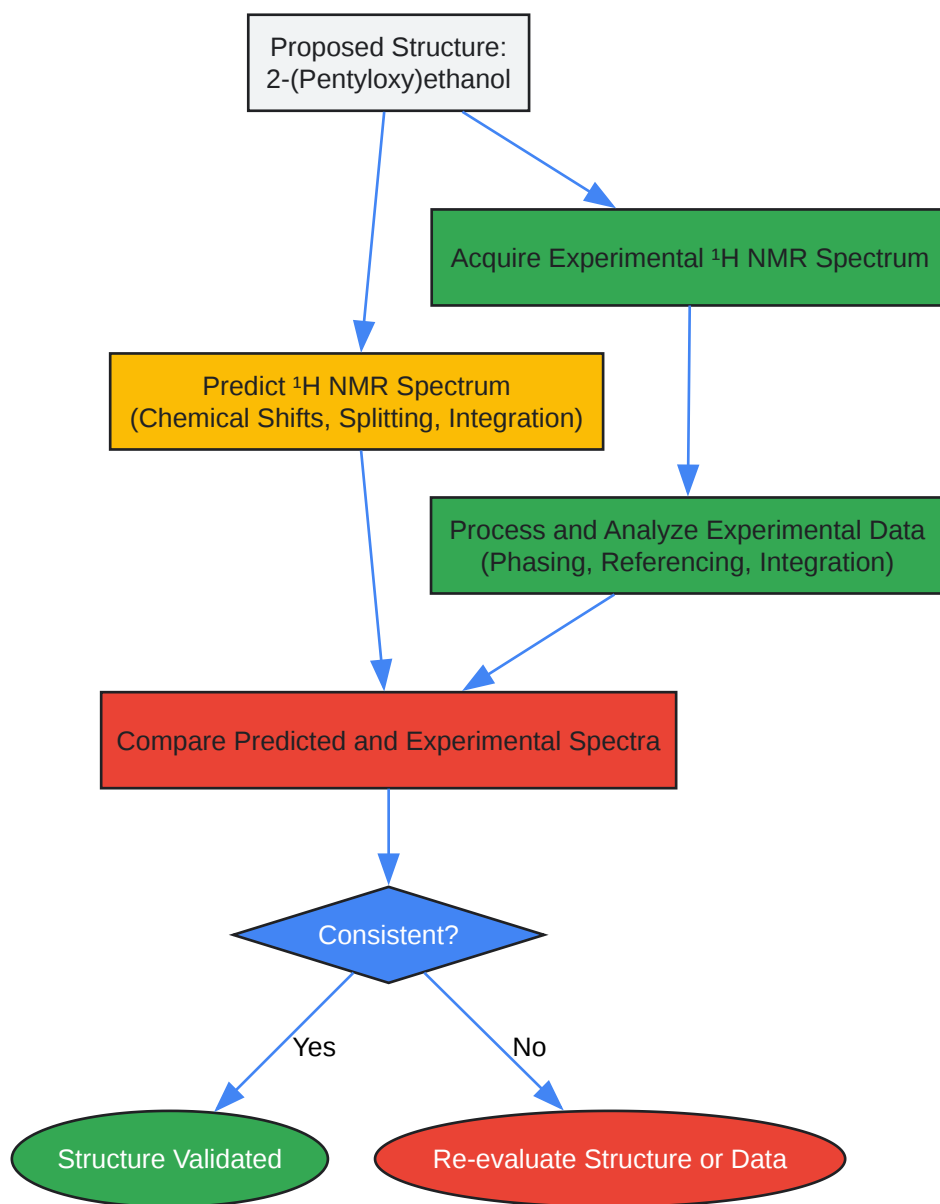 Proposed Structure:
2-(Pentyloxy)ethanol
Acquire Experimental ¹H NMR Spectrum
Predict ¹H NMR Spectrum
(Chemical Shifts, Splitting, Integration)
Process and Analyze Experimental Data
(Phasing, Referencing, Integration)
Compare Predicted and Experimental Spectra
Consistent?
Yes
No
Structure Validated
Re-evaluate Structure or Data